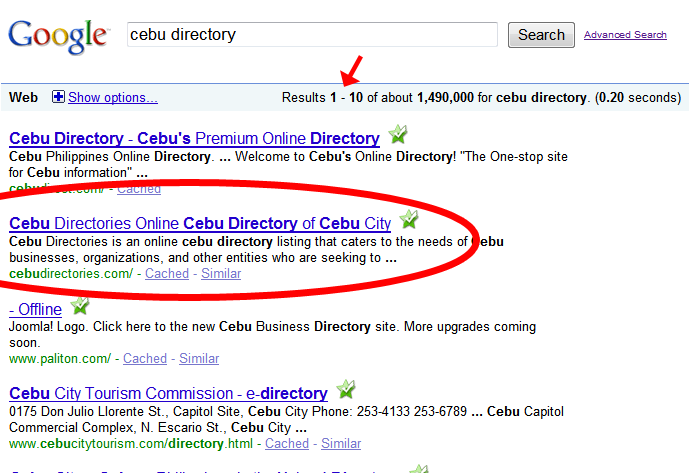 Google
cebu directory
Search
Advanced Search
Web
Show options...
Results 1 - 10 of about 1,490,000 for cebu directory. (0.20 seconds)
Cebu Directory - Cebu's Premium Online Directory
Cebu Philippines Online Directory. ... Welcome to Cebu's Online Directory! "The One-stop site
for Cebu information" ...
- Cached
Cebu Directories Online Cebu Directory of Cebu City
Cebu Directories is an online cebu directory listing that caters to the needs of Cebu
businesses, organizations, and other entities who are seeking to ...
cebudirectories.com/ - Cached - Similar
- Offline
Joomla! Logo. Click here to the new Cebu Business Directory site. More upgrades coming
soon.
www.paliton.com/ - Cached - Similar
Cebu City Tourism Commission - e-directory
0175 Don Julio Llorente St., Capitol Site, Cebu City Phone: 253-4133 253-6789 ... Cebu Capitol
Commercial Complex, N. Escario St., Cebu City ...
www.cebucitytourism.com/directory.html - Cached - Similar